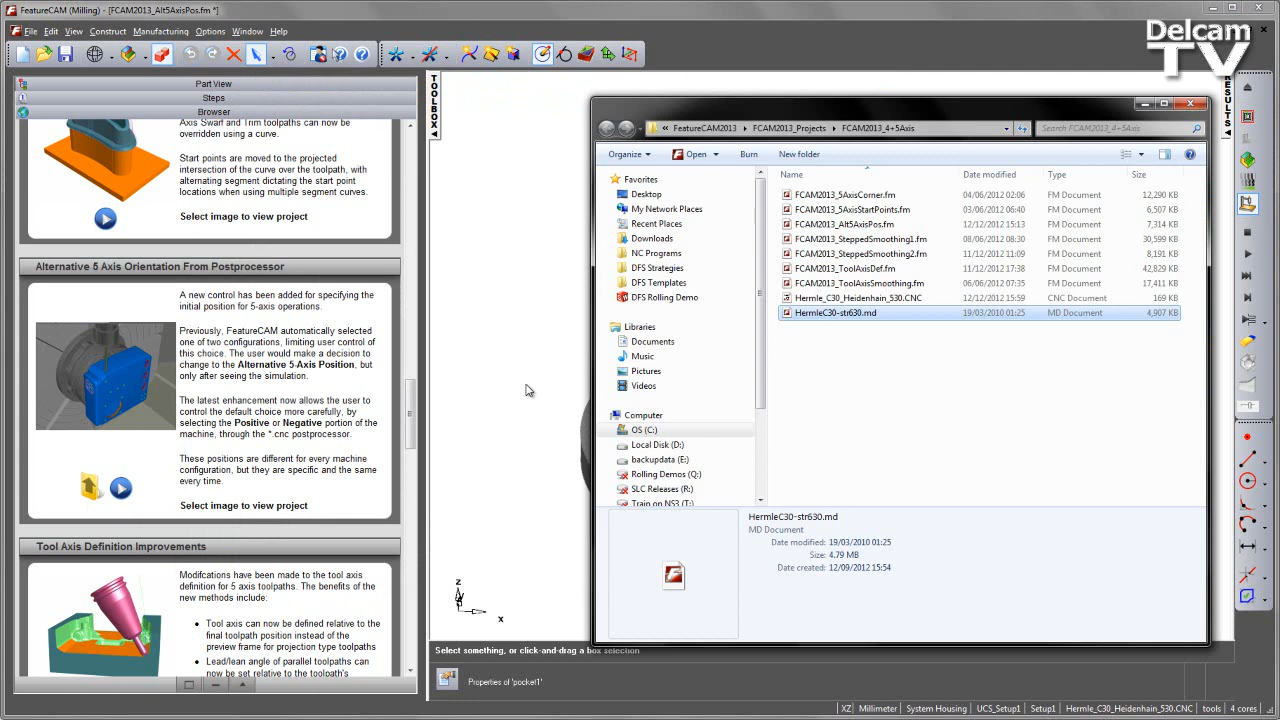 FeatureCAM (Milling) - [FCAM2013_Alt5AxisPos.fm *]
File Edit View Construct Manufacturing Options Window Help
Delcam
TV
Part View
Steps
Browser
TOOLBOX
RESULTS
Axis Swarf and Trim toolpaths can now be
overridden using a curve.
Start points are moved to the projected
intersection of the curve over the toolpath, with
alternating segment dictating the start point
locations when using multiple segment curves.
Select image to view project
Alternative 5 Axis Orientation From Postprocessor
A new control has been added for specifying the
initial position for 5-axis operations.
Previously, FeatureCAM automatically selected
one of two configurations, limiting user control of
this choice. The user would make a decision to
change to the Alternative 5-Axis Position, but
only after seeing the simulation.
The latest enhancement now allows the user to
control the default choice more carefully, by
selecting the Positive or Negative portion of the
machine, through the *.cnc postprocessor.
These positions are different for every machine
configuration, but they are specific and the same
every time.
Select image to view project
Tool Axis Definition Improvements
Modifcations have been made to the tool axis
definition for 5 axis toolpaths. The benefits of the
new methods include:
• Tool axis can now be defined relative to the
final toolpath position instead of the
preview frame for projection type toolpaths
• Lead/lean angle of parallel toolpaths can
now be set relative to the toolpath's
« FeatureCAM2013 FCAM2013_Projects FCAM2013_4+5Axis
Search FCAM2013_4+5Axis
Organize Open Burn New folder
Favorites
Desktop
My Network Places
Recent Places
Downloads
NC Programs
DFS Strategies
DFS Templates
DFS Rolling Demo
Libraries
Documents
Music
Pictures
Videos
Computer
OS (C:)
Local Disk (D:)
backupdata (E:)
Rolling Demos (Q:)
SLC Releases (R:)
Train on NS3 (T:)
Name Date modified Type Size
FCAM2013_5AxisCorner.fm 04/06/2012 02:06 FM Document 12,290 KB
FCAM2013_5AxisStartPoints.fm 03/06/2012 06:40 FM Document 6,507 KB
FCAM2013_Alt5AxisPos.fm 12/12/2012 15:13 FM Document 7,314 KB
FCAM2013_SteppedSmoothing1.fm 08/06/2012 08:30 FM Document 30,599 KB
FCAM2013_SteppedSmoothing2.fm 11/12/2012 11:09 FM Document 8,191 KB
FCAM2013_ToolAxisDef.fm 11/12/2012 17:38 FM Document 42,829 KB
FCAM2013_ToolAxisSmoothing.fm 06/06/2012 07:35 FM Document 17,411 KB
Hermle_C30_Heidenhain_530.CNC 12/12/2012 15:59 CNC Document 169 KB
HermleC30-str630.md 19/03/2010 01:25 MD Document 4,907 KB
HermleC30-str630.md
MD Document
Date modified: 19/03/2010 01:25
Size: 4.79 MB
Date created: 12/09/2012 15:54
Z
X
Select something, or click-and-drag a box selection
Properties of 'pocket1'
XZ Millimeter System Housing UCS_Setup1 Setup1 Hermle_C30_Heidenhain_530.CNC tools 4 cores